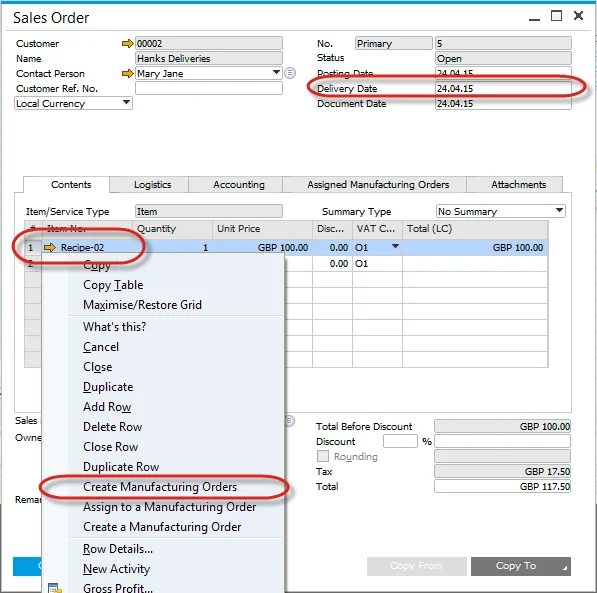 Sales Order
Customer 00002 No. Primary 5
Name Hanks Deliveries Status Open
Contact Person Mary Jane Posting Date 24.04.15
Customer Ref. No. Delivery Date 24.04.15
Local Currency Document Date 24.04.15
Contents Logistics Accounting Assigned Manufacturing Orders Attachments
Item/Service Type Item Summary Type No Summary
# Item No. Quantity Unit Price Disc... VAT C... Total (LC)
1 Recipe-02 1 GBP 100.00 0.00 O1 GBP 100.00
2 0.00 O1
Copy
Copy Table
Maximise/Restore Grid
What's this?
Cancel
Close
Duplicate
Add Row
Sales Delete Row Total Before Discount GBP 100.00
Owne Close Row Discount %
Duplicate Row Rounding
Create Manufacturing Orders Tax GBP 17.50
Rema Assign to a Manufacturing Order Total GBP 117.50
Create a Manufacturing Order
Row Details...
New Activity Copy From Copy To
Gross Profit...